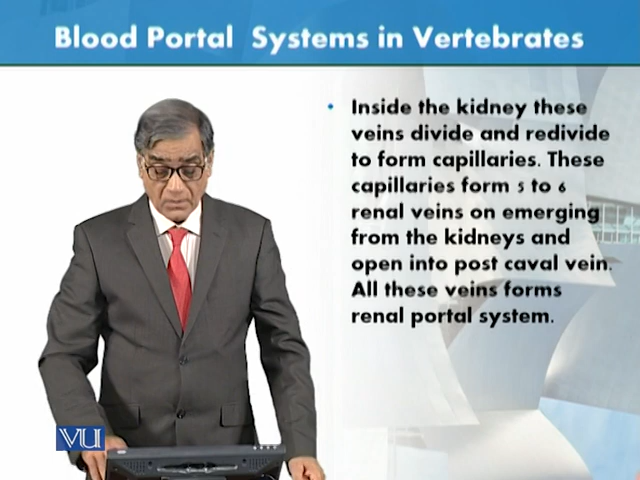 Blood Portal Systems in Vertebrates
• Inside the kidney these
veins divide and redivide
to form capillaries. These
capillaries form 5 to 6
renal veins on emerging
from the kidneys and
open into post caval vein.
All these veins forms
renal portal system.
VU